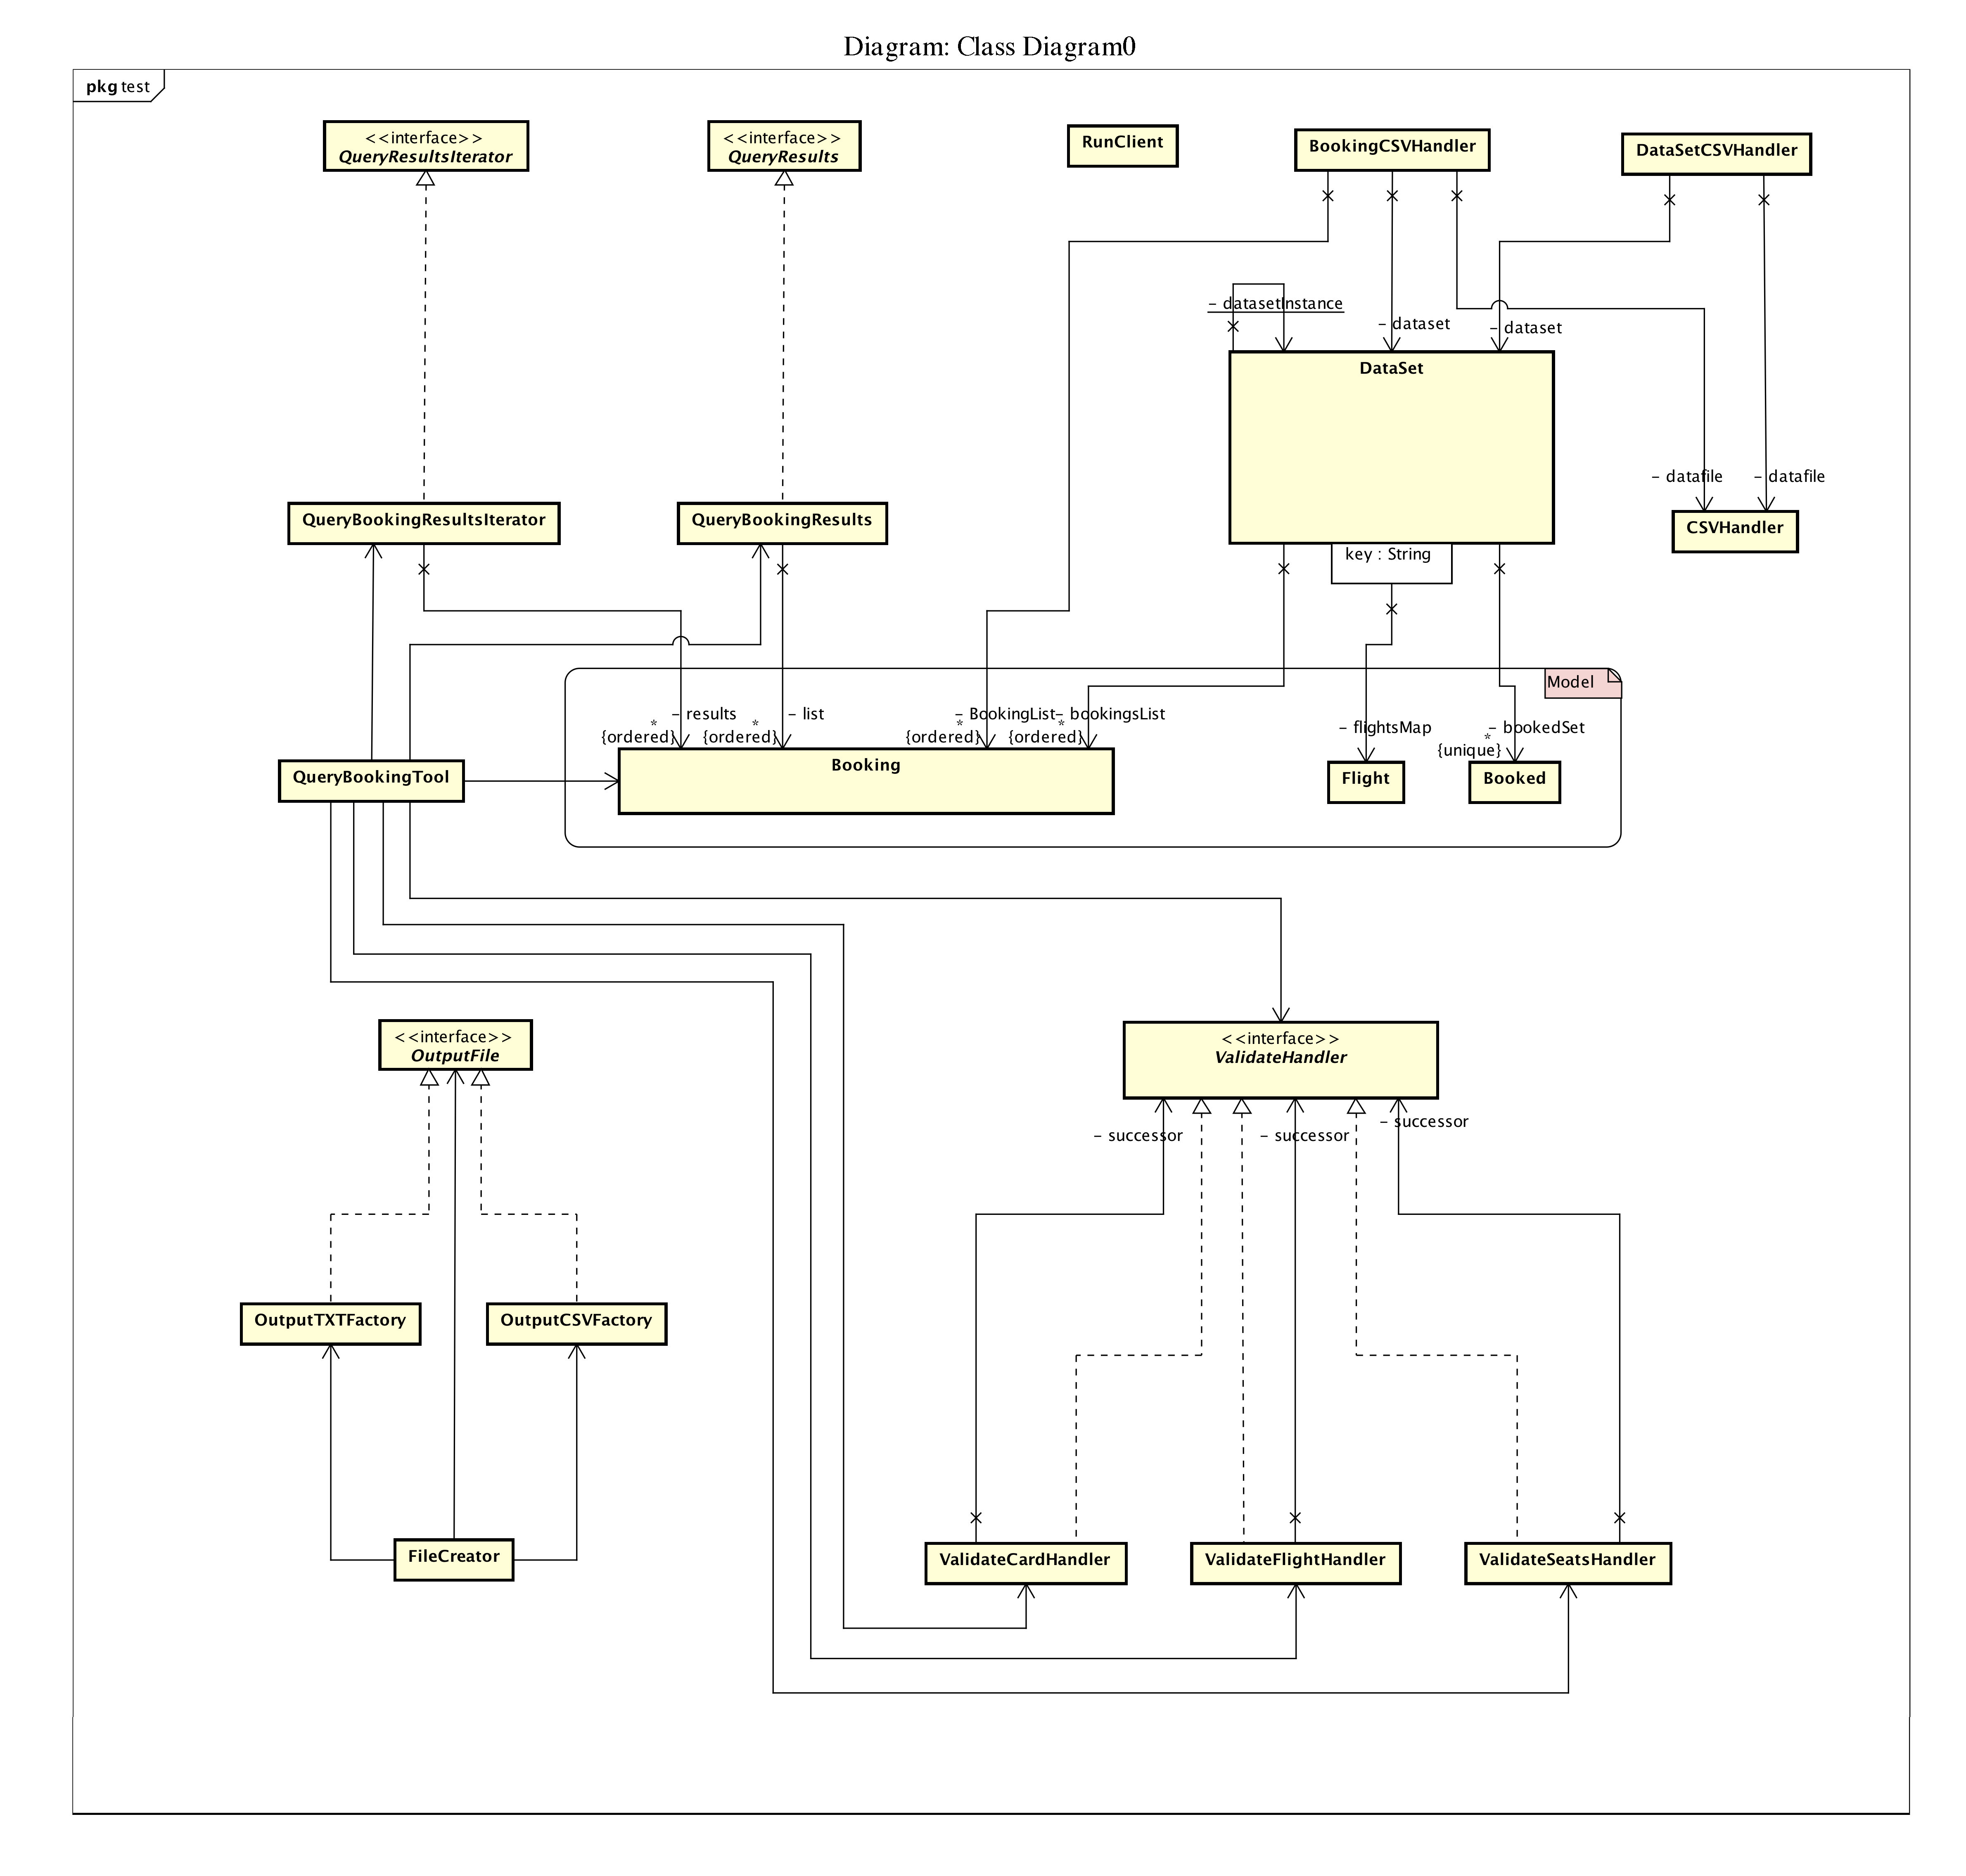 Diagram: Class Diagram0
pkg test
<<interface>>
QueryResultsIterator
<<interface>>
QueryResults
RunClient
BookingCSVHandler
DataSetCSVHandler
- datasetInstance
- dataset
- dataset
DataSet
- datafile
- datafile
QueryBookingResultsIterator
QueryBookingResults
CSVHandler
key : String
Model
- results
*
{ordered}
- list
*
{ordered}
- BookingList
*
{ordered}
- bookingsList
*
{ordered}
- flightsMap
- bookedSet
*
{unique}
QueryBookingTool
Booking
Flight
Booked
<<interface>>
OutputFile
<<interface>>
ValidateHandler
- successor
- successor
- successor
OutputTXTFactory
OutputCSVFactory
FileCreator
ValidateCardHandler
ValidateFlightHandler
ValidateSeatsHandler